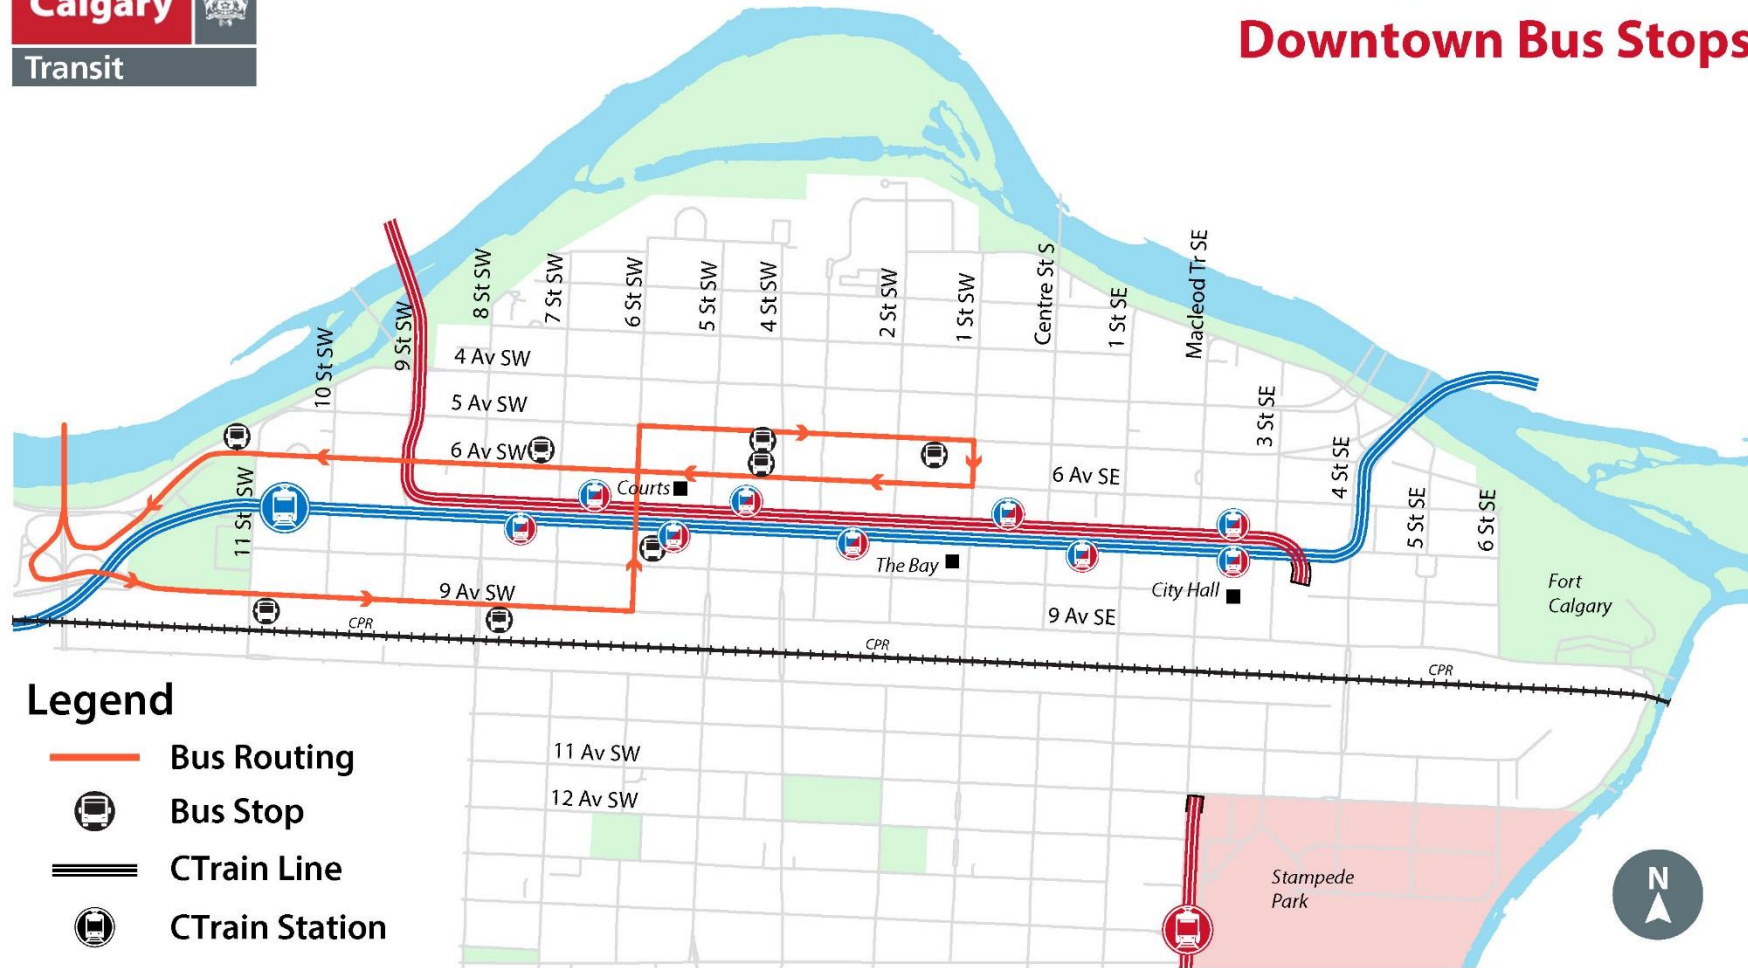 Calgary
Transit
Downtown Bus Stops
8 St SW
7 St SW
6 St SW
5 St SW
4 St SW
2 St SW
1 St SW
Centre St S
1 St SE
Macleod Tr SE
10 St SW
9 St SW
4 Av SW
5 Av SW
6 Av SW
3 St SE
4 St SE
5 St SE
6 St SE
6 Av SE
Courts
11 St SW
The Bay
City Hall
9 Av SW
9 Av SE
Fort
Calgary
CPR
CPR
CPR
11 Av SW
12 Av SW
Stampede
Park
N
Legend
Bus Routing
Bus Stop
CTrain Line
CTrain Station